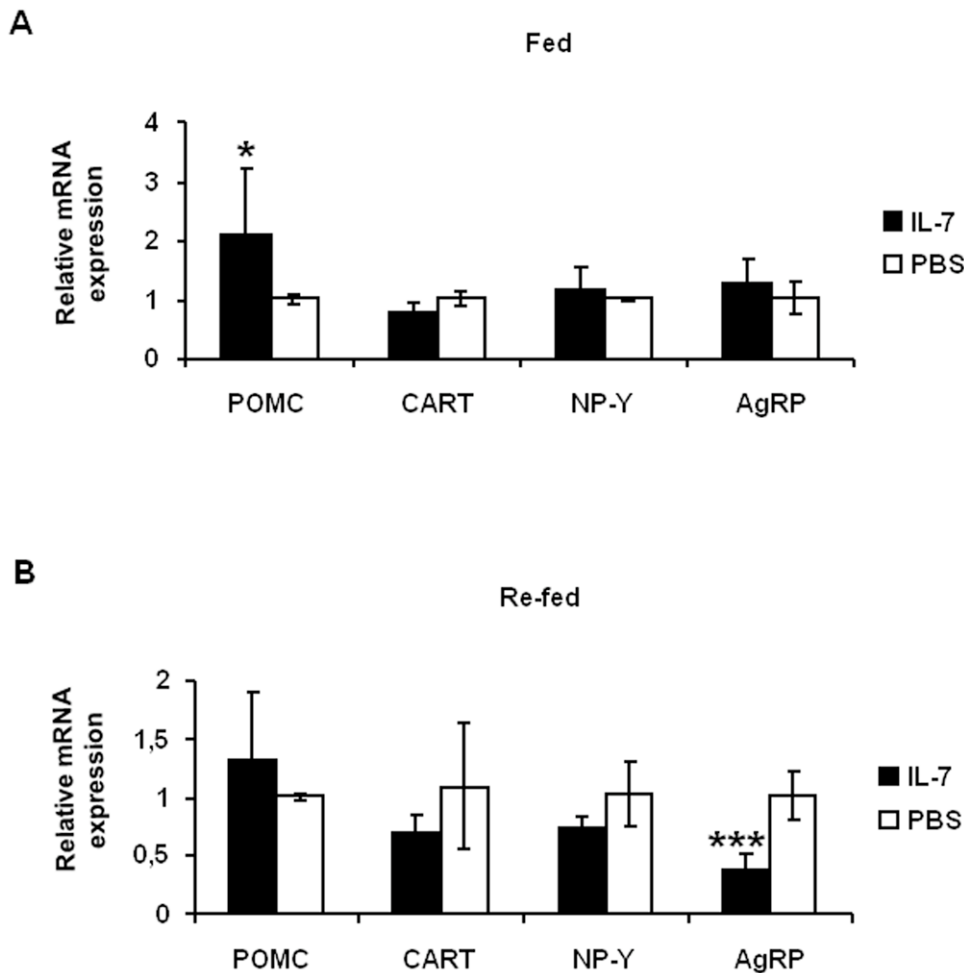 A
Fed
Relative mRNA
expression
4
3
2
1
0
*
POMC
CART
NP-Y
AgRP
IL-7
PBS
B
Re-fed
Relative mRNA
expression
2
1,5
1
0,5
0
***
POMC
CART
NP-Y
AgRP
IL-7
PBS